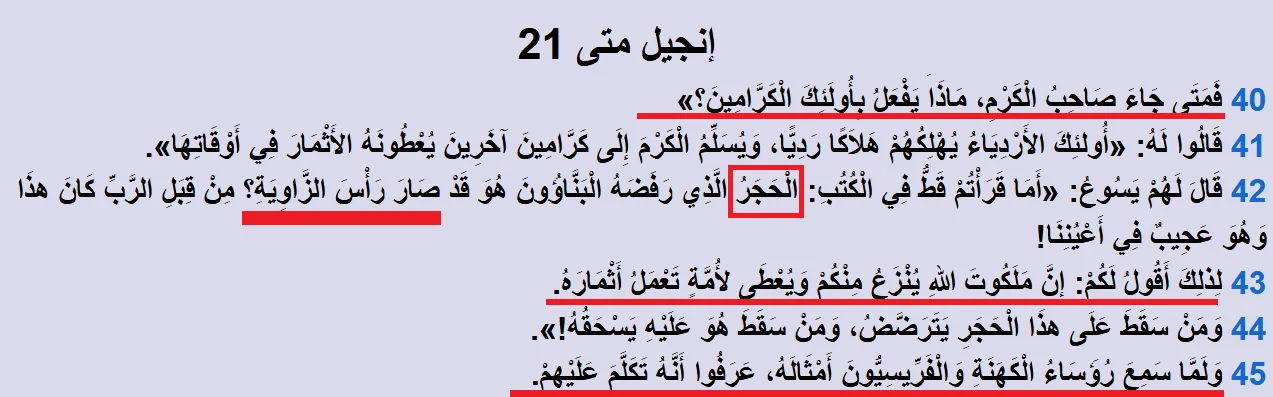 إنجيل متى 21
40 فَمَتَى جَاءَ صَاحِبُ الْكَرْمِ، مَاذَا يَفْعَلُ بِأُولَئِكَ الْكَرَّامِينَ؟»
41 قَالُوا لَهُ: «أُولئِكَ الأَرْدِيَاءُ يُهْلِكُهُمْ هَلاَكًا رَدِيًّا، وَيُسَلِّمُ الْكَرْمَ إِلَى كَرَّامِينَ آخَرِينَ يُعْطُونَهُ الأَثْمَارَ فِي أَوْقَاتِهَا».
42 قَالَ لَهُمْ يَسُوعُ: «أَمَا قَرَأْتُمْ قَطُّ فِي الْكُتُبِ: الْحَجَرُ الَّذِي رَفَضَهُ الْبَنَّاؤُونَ هُوَ قَدْ صَارَ رَأْسَ الزَّاوِيَةِ؟ مِنْ قِبَلِ الرَّبِّ كَانَ هذَا
وَهُوَ عَجِيبٌ فِي أَعْيُنِنَا!
43 لِذلِكَ أَقُولُ لَكُمْ: إِنَّ مَلَكُوتَ اللهِ يُنْزَعُ مِنْكُمْ وَيُعْطَى لأُمَّةٍ تَعْمَلُ أَثْمَارَهُ.
44 وَمَنْ سَقَطَ عَلَى هذَا الْحَجَرِ يَتَرَضَّضُ، وَمَنْ سَقَطَ هُوَ عَلَيْهِ يَسْحَقُهُ!».
45 وَلَمَّا سَمِعَ رُؤَسَاءُ الْكَهَنَةِ وَالْفَرِّيسِيُّونَ أَمْثَالَهُ، عَرَفُوا أَنَّهُ تَكَلَّمَ عَلَيْهِمْ.